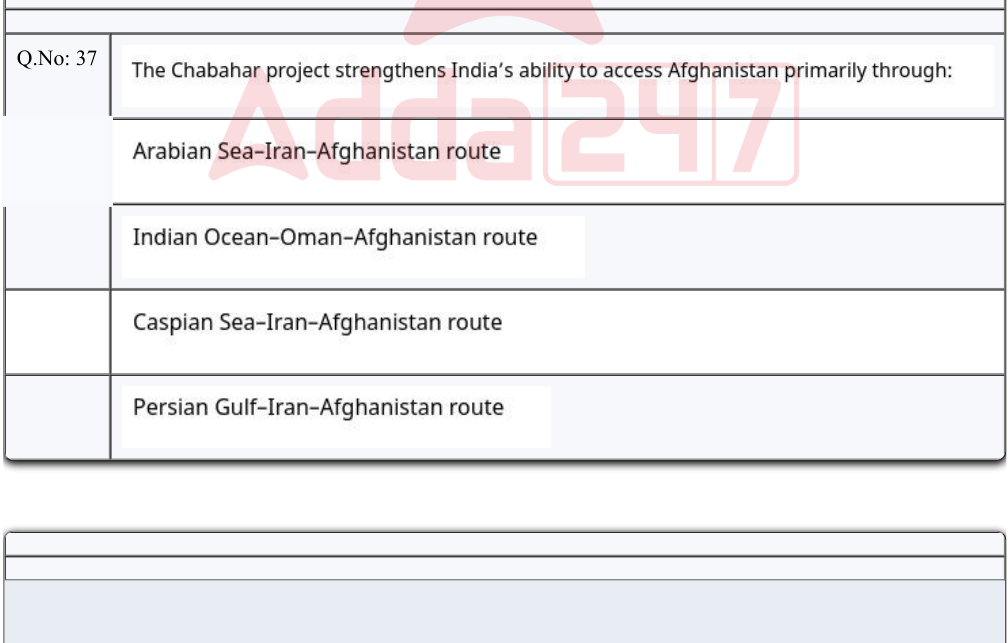 Q.No: 37
The Chabahar project strengthens India’s ability to access Afghanistan primarily through:
Adda247
Arabian Sea–Iran–Afghanistan route
Indian Ocean–Oman–Afghanistan route
Caspian Sea–Iran–Afghanistan route
Persian Gulf–Iran–Afghanistan route